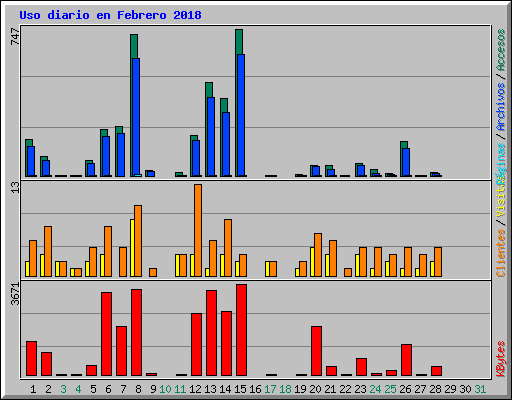 Uso diario en Febrero 2018
747
13
3671
Accesos
Archivos /
Páginas /
Visitas
Clientes /
KBytes
1 2 3 4 5 6 7 8 9 10 11 12 13 14 15 16 17 18 19 20 21 22 23 24 25 26 27 28 29 30 31